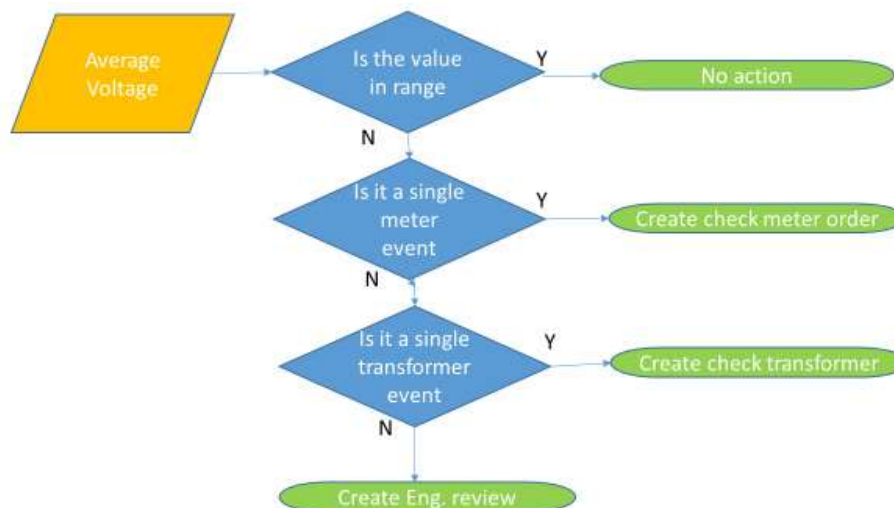 Average
Voltage
Is the value
in range
Y
No action
N
Is it a single
meter
event
Y
Create check meter order
N
Is it a single
transformer
event
Y
Create check transformer
N
Create Eng. review